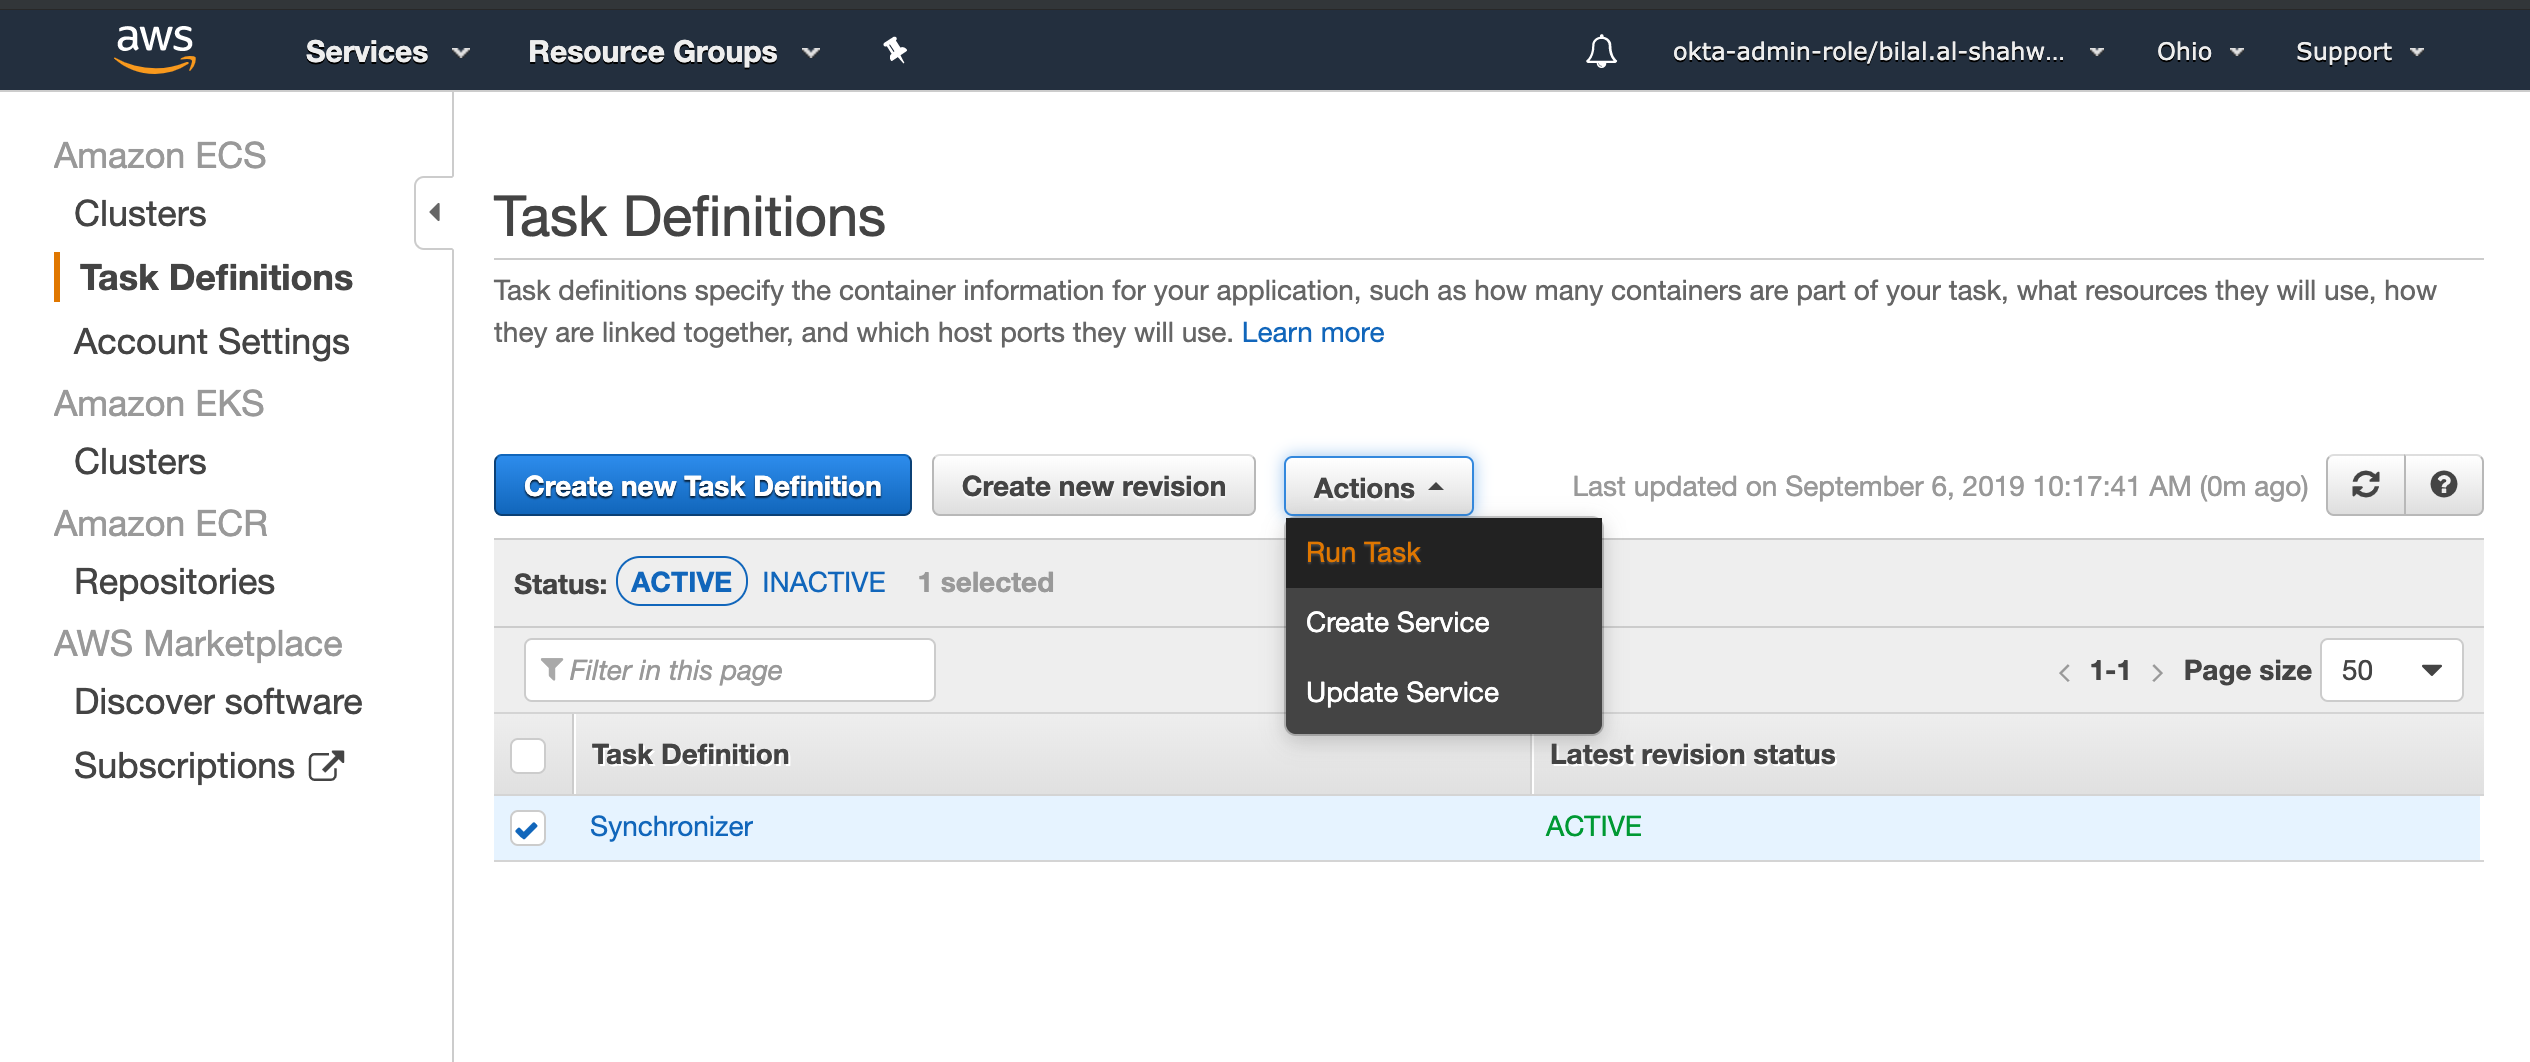 aws
Services
Resource Groups
okta-admin-role/bilal.al-shahw...
Ohio
Support
Amazon ECS
Clusters
Task Definitions
Account Settings
Amazon EKS
Clusters
Amazon ECR
Repositories
AWS Marketplace
Discover software
Subscriptions
Task Definitions
Task definitions specify the container information for your application, such as how many containers are part of your task, what resources they will use, how
they are linked together, and which host ports they will use. Learn more
Create new Task Definition
Create new revision
Actions
Last updated on September 6, 2019 10:17:41 AM (0m ago)
Run Task
Create Service
Update Service
Status: ACTIVE INACTIVE 1 selected
Filter in this page
1-1
Page size 50
Task Definition
Latest revision status
Synchronizer
ACTIVE